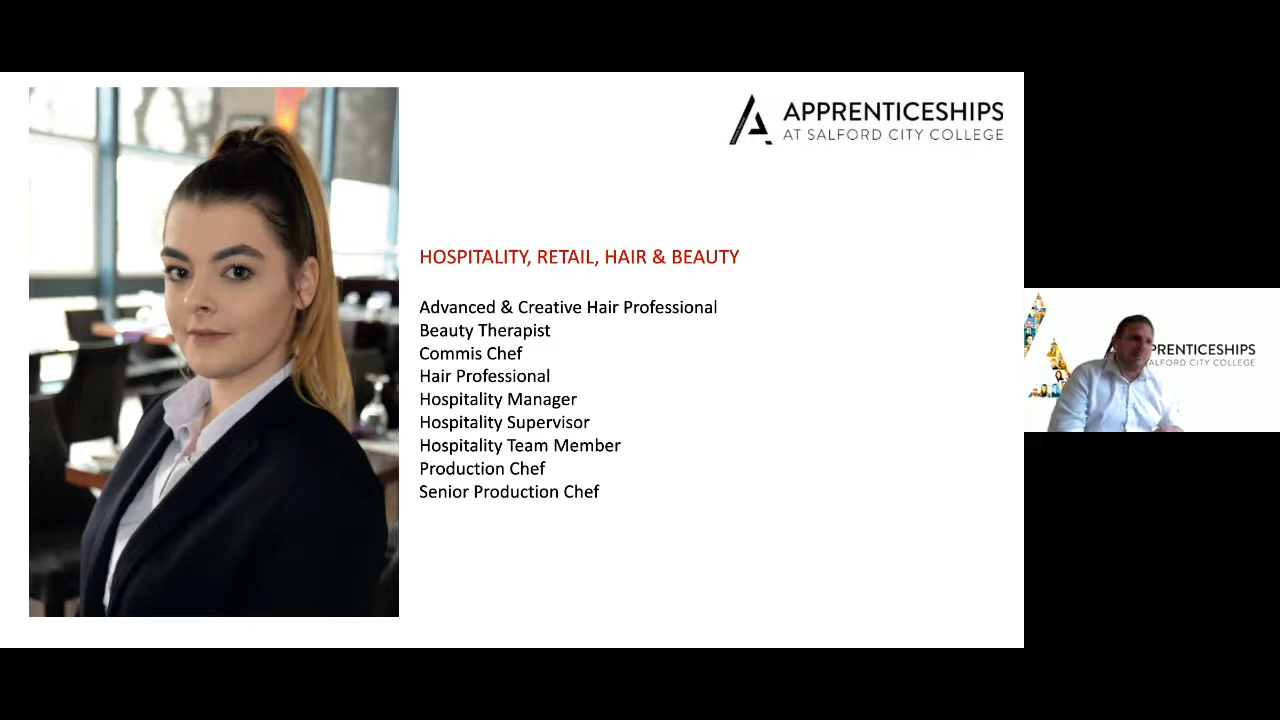 APPRENTICESHIPS
AT SALFORD CITY COLLEGE
HOSPITALITY, RETAIL, HAIR & BEAUTY
Advanced & Creative Hair Professional
Beauty Therapist
Commis Chef
Hair Professional
Hospitality Manager
Hospitality Supervisor
Hospitality Team Member
Production Chef
Senior Production Chef
PRENTICESHIPS
ALFORD CITY COLLEGE